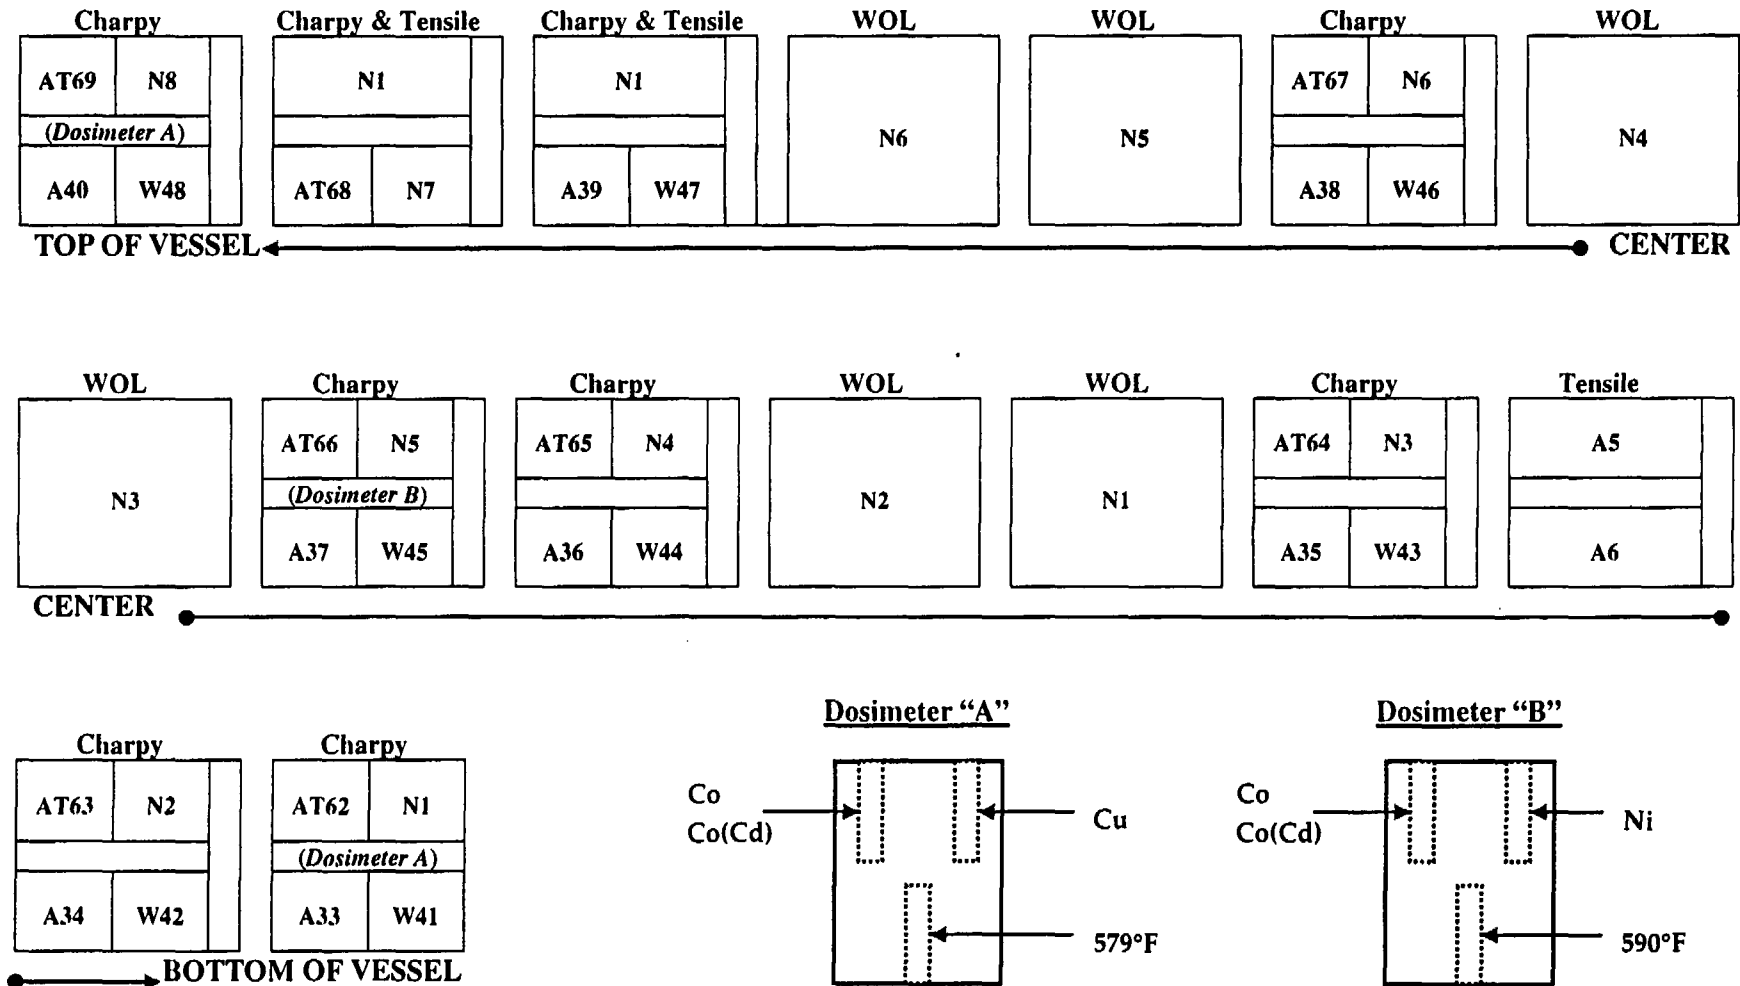 Charpy Charpy & Tensile Charpy & Tensile WOL WOL Charpy WOL
AT69 N8 N1 N1 AT67 N6
(Dosimeter A) N6 N5 N4
A40 W48 AT68 N7 A39 W47 A38 W46
TOP OF VESSEL CENTER
WOL Charpy Charpy WOL WOL Charpy Tensile
AT66 N5 AT65 N4 AT64 N3 A5
N3 (Dosimeter B) N2 N1
A37 W45 A36 W44 A35 W43 A6
CENTER
Charpy Charpy
AT63 N2 AT62 N1
(Dosimeter A)
A34 W42 A33 W41
BOTTOM OF VESSEL
Dosimeter “A”
Co
Co(Cd)
Cu
579°F
Dosimeter “B”
Co
Co(Cd)
Ni
590°F